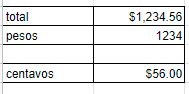 total $1,234.56
pesos 1234
centavos $56.00